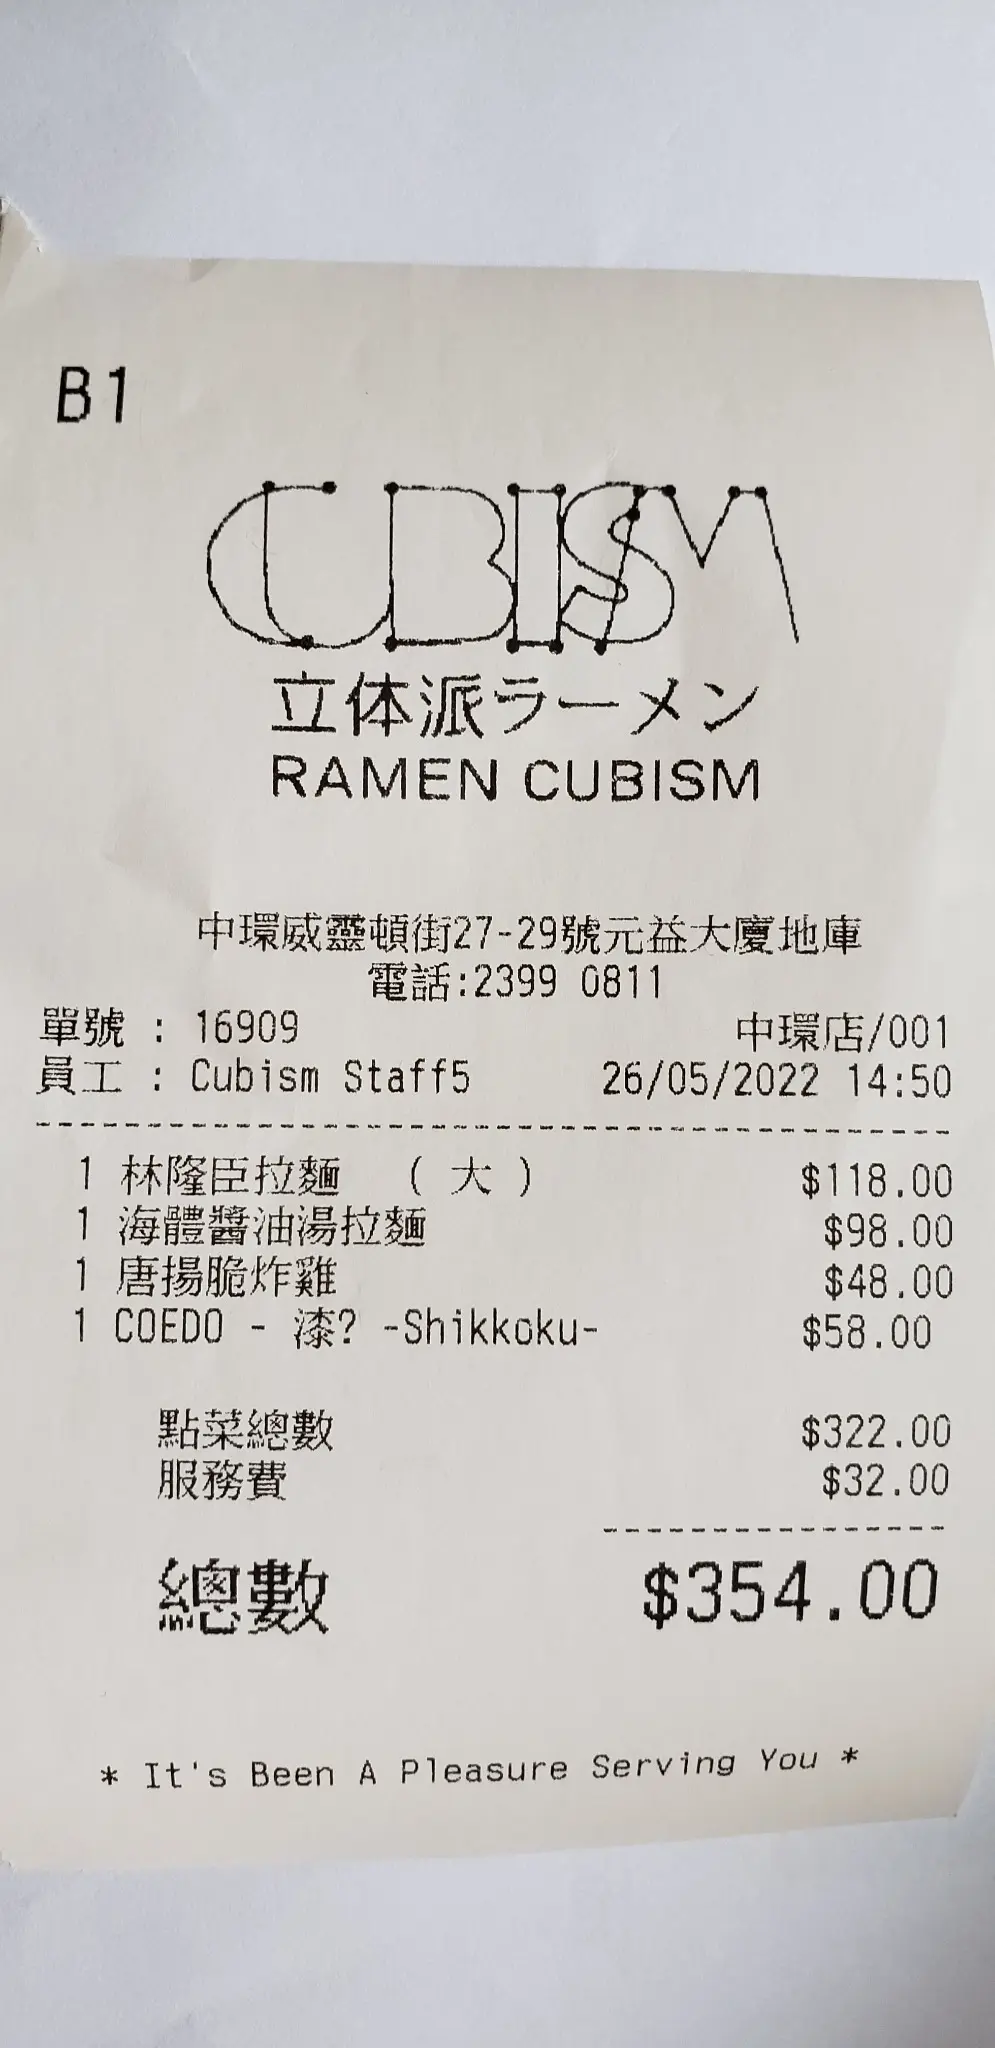 B1
CUBISM
立体派ラーメン
RAMEN CUBISM
中環威靈頓街27-29號元益大廈地庫
電話:2399 0811
單號 : 16909 中環店/001
員工 : Cubism Staff5 26/05/2022 14:50
1 林隆臣拉麵 (大) $118.00
1 海體醬油湯拉麵 $98.00
1 唐揚脆炸雞 $48.00
1 COEDO - 漆? -Shikkoku- $58.00
點菜總數 $322.00
服務費 $32.00
總數 $354.00
* It's Been A Pleasure Serving You *